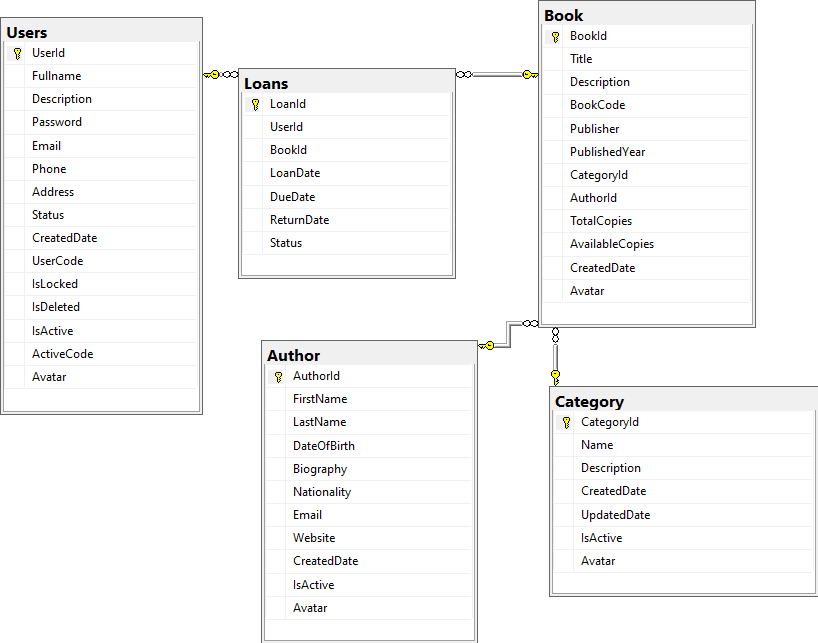 Users
UserId
Fullname
Description
Password
Email
Phone
Address
Status
CreatedDate
UserCode
IsLocked
IsDeleted
IsActive
ActiveCode
Avatar
Loans
LoanId
UserId
BookId
LoanDate
DueDate
ReturnDate
Status
Book
BookId
Title
Description
BookCode
Publisher
PublishedYear
CategoryId
AuthorId
TotalCopies
AvailableCopies
CreatedDate
Avatar
Author
AuthorId
FirstName
LastName
DateOfBirth
Biography
Nationality
Email
Website
CreatedDate
IsActive
Avatar
Category
CategoryId
Name
Description
CreatedDate
UpdatedDate
IsActive
Avatar